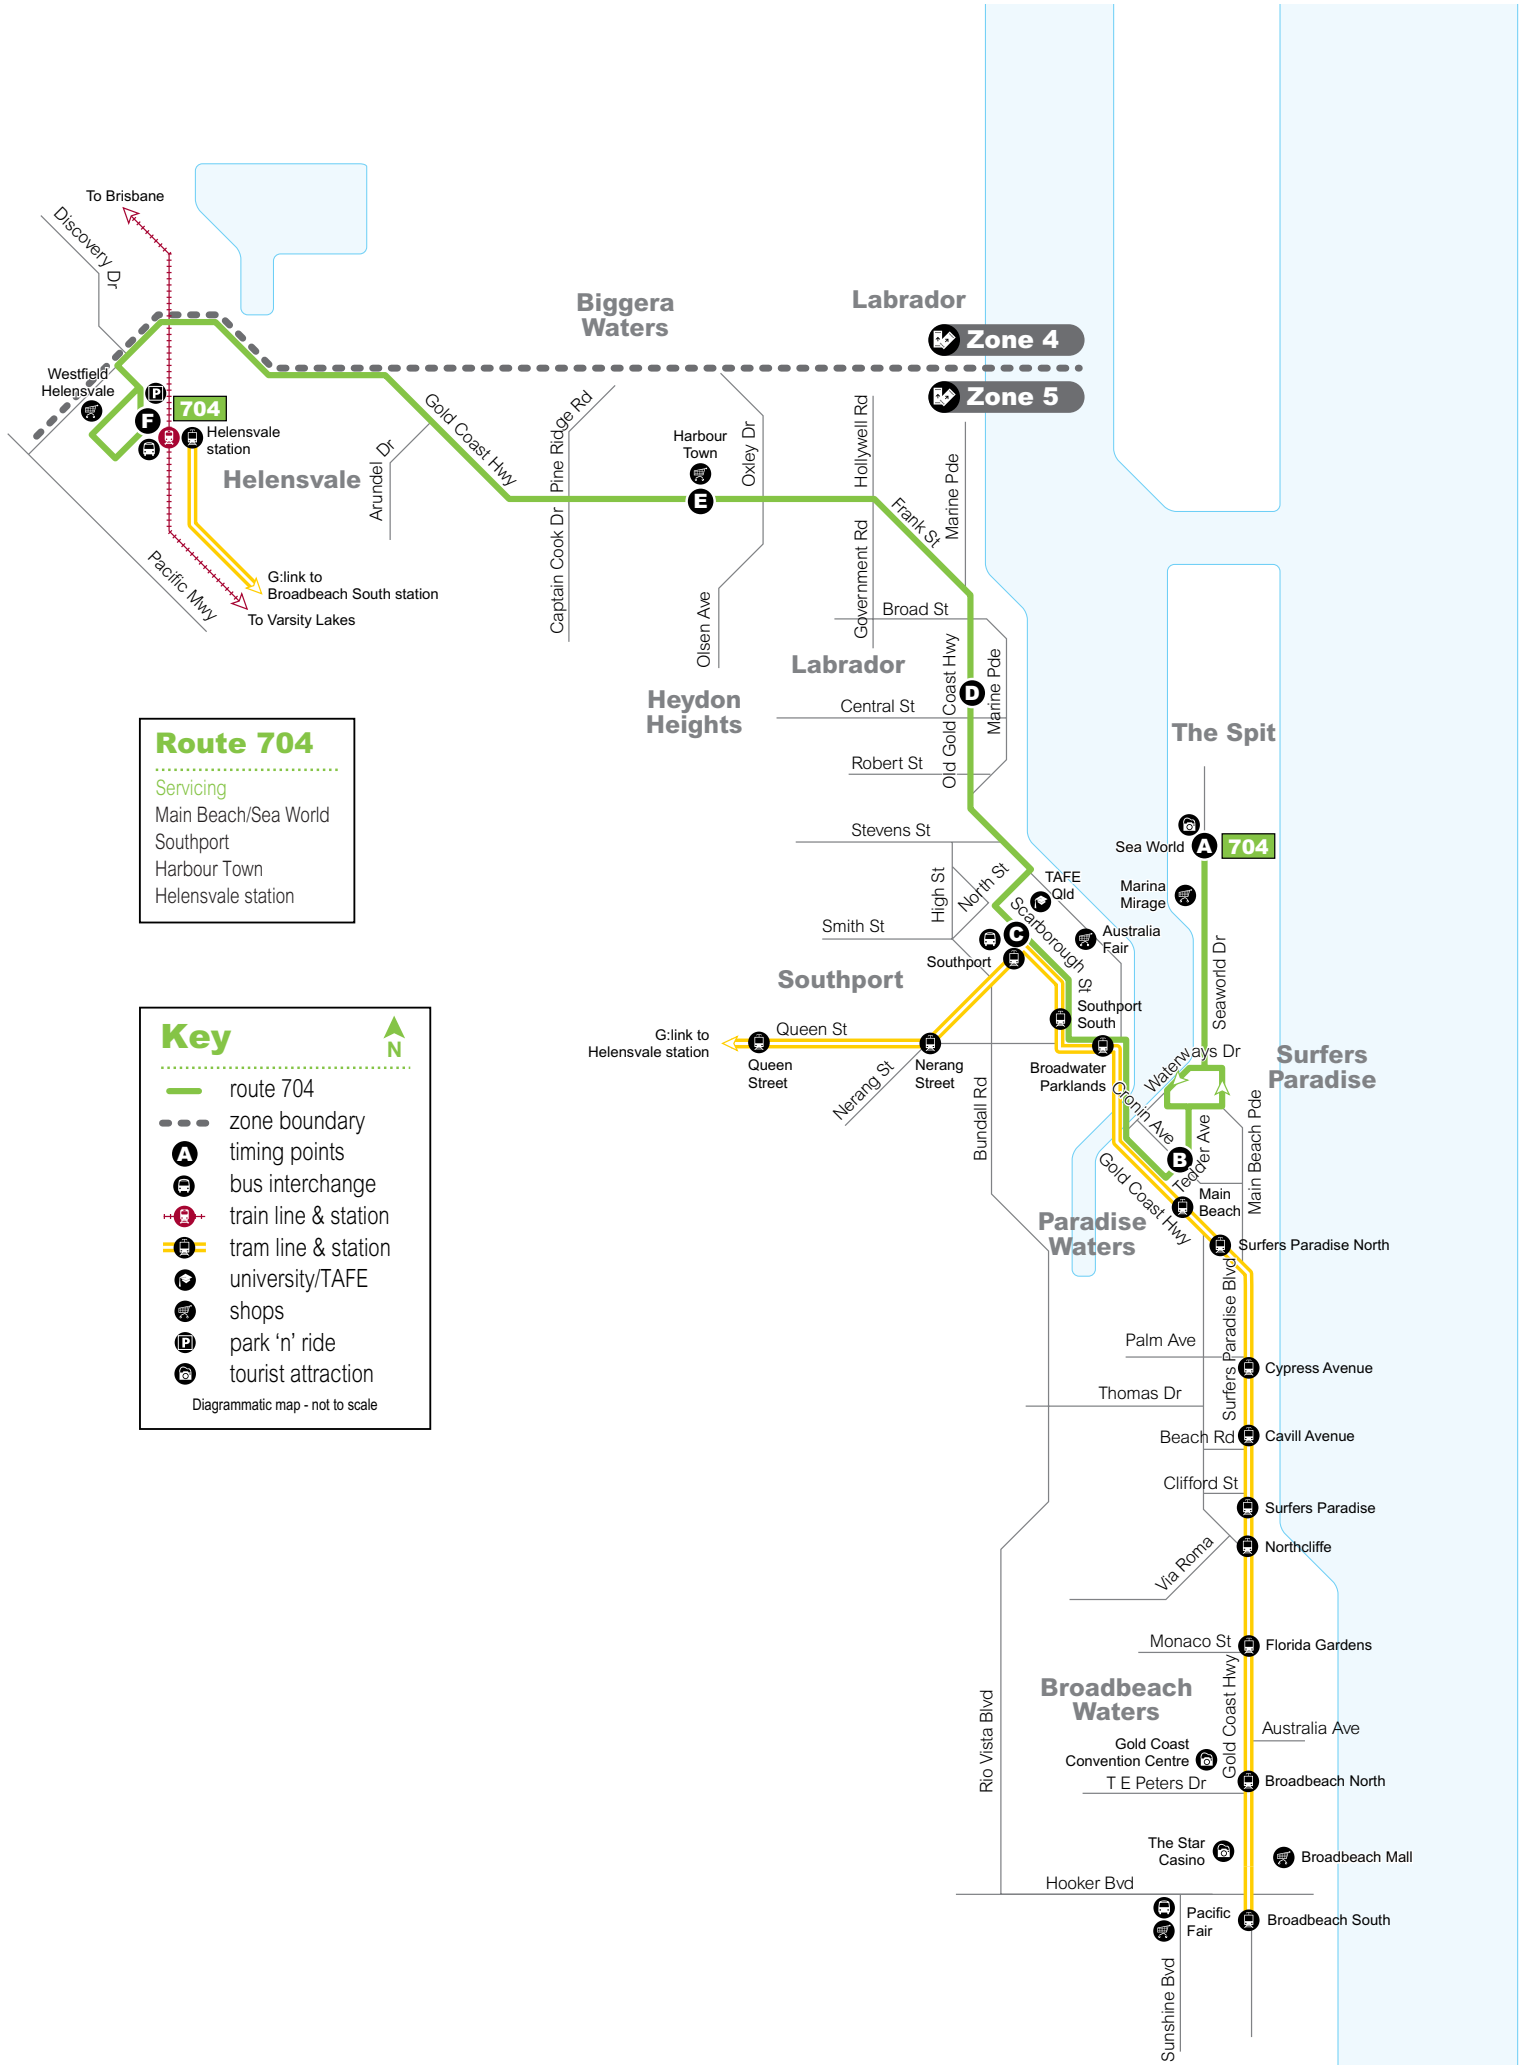 To Brisbane
Discovery Dr
Biggera
Waters
Labrador
Zone 4
Zone 5
Westfield
Helensvale
P
F
704
Helensvale
station
Helensvale
Arundel Dr
Gold Coast Hwy
Pine Ridge Rd
Captain Cook Dr
Harbour
Town
E
Oxley Dr
Olsen Ave
Hollywell Rd
Government Rd
Frank St
Marine Pde
Pacific Mwy
G:link to
Broadbeach South station
To Varsity Lakes
Broad St
Labrador
Heydon
Heights
Old Gold Coast Hwy
D
Marine Pde
Central St
Robert St
The Spit
Route 704
Servicing
Main Beach/Sea World
Southport
Harbour Town
Helensvale station
Stevens St
Sea World
A
704
High St
North St
TAFE
Qld
Marina
Mirage
Smith St
C
Scarborough St
Australia
Fair
Southport
Southport
Seaworld Dr
Southport
South
G:link to
Helensvale station
Queen St
Queen
Street
Nerang
Street
Nerang St
Broadwater
Parklands
Waterways Dr
Surfers
Paradise
Bundall Rd
Cronin Ave
B
Tedder Ave
Main Beach Pde
Gold Coast Hwy
Main
Beach
Paradise
Waters
Surfers Paradise North
Key
N
route 704
zone boundary
A
timing points
bus interchange
train line & station
tram line & station
university/TAFE
shops
P
park ‘n’ ride
tourist attraction
Diagrammatic map - not to scale
Surfers Paradise Blvd
Palm Ave
Cypress Avenue
Thomas Dr
Beach Rd
Cavill Avenue
Clifford St
Surfers Paradise
Northcliffe
Via Roma
Monaco St
Florida Gardens
Gold Coast Hwy
Rio Vista Blvd
Broadbeach
Waters
Australia Ave
Gold Coast
Convention Centre
T E Peters Dr
Broadbeach North
The Star
Casino
Broadbeach Mall
Hooker Bvd
Pacific
Fair
Broadbeach South
Sunshine Bvd